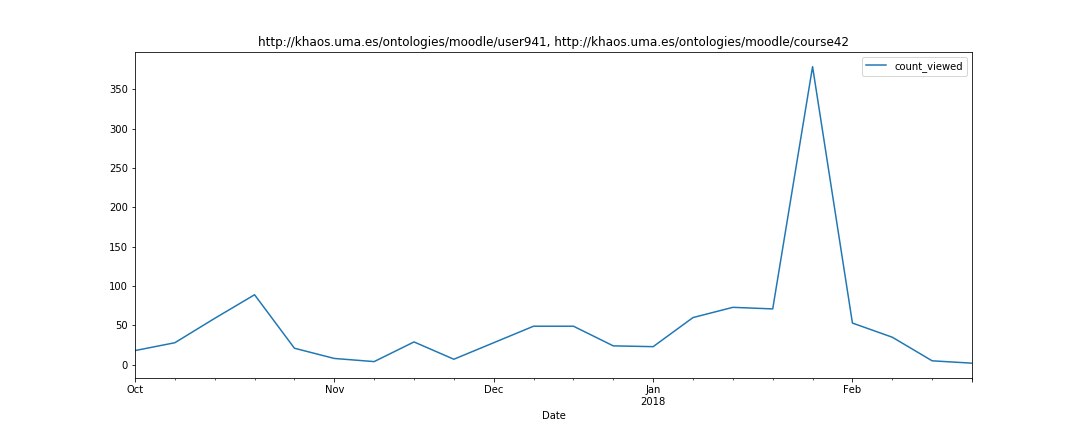 http://khaos.uma.es/ontologies/moodle/user941, http://khaos.uma.es/ontologies/moodle/course42
count_viewed
350
300
250
200
150
100
50
0
Oct
Nov
Dec
Jan
2018
Feb
Date